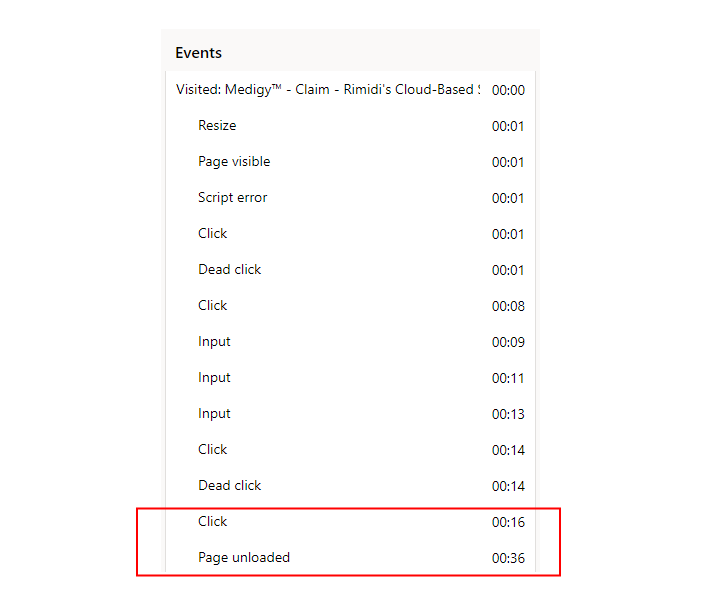 Events
Visited: Medigy™ - Claim - Rimidi's Cloud-Based 00:00
Resize 00:01
Page visible 00:01
Script error 00:01
Click 00:01
Dead click 00:01
Click 00:08
Input 00:09
Input 00:11
Input 00:13
Click 00:14
Dead click 00:14
Click 00:16
Page unloaded 00:36